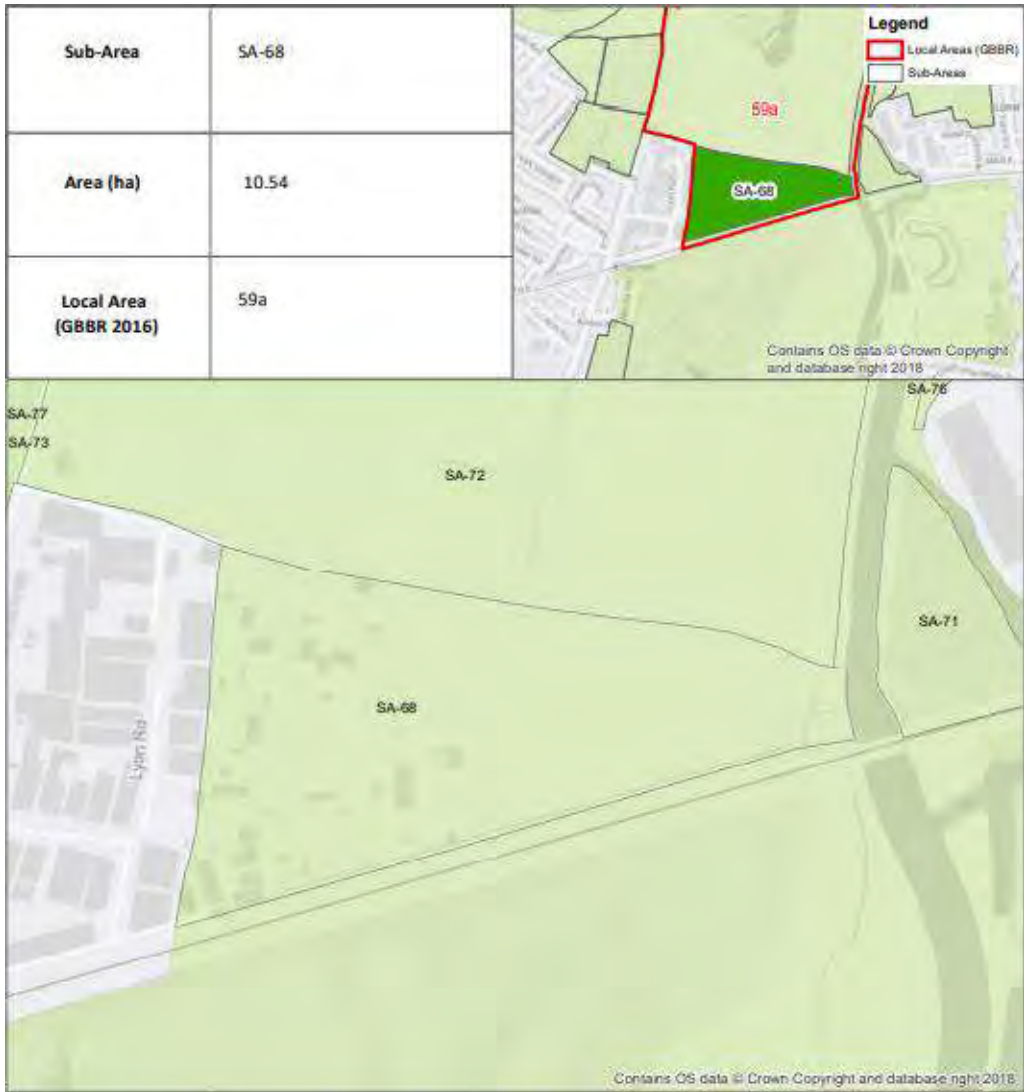 Sub-Area
SA-68
Area (ha)
10.54
Local Area
(GBBR 2016)
59a
Legend
Local Areas (GBBR)
Sub-Areas
59a
SA-68
Contains OS data © Crown Copyright
and database right 2018
SA-76
SA-77
SA-73
SA-72
SA-71
SA-68
Lyon Rd
Contains OS data © Crown Copyright and database right 2018